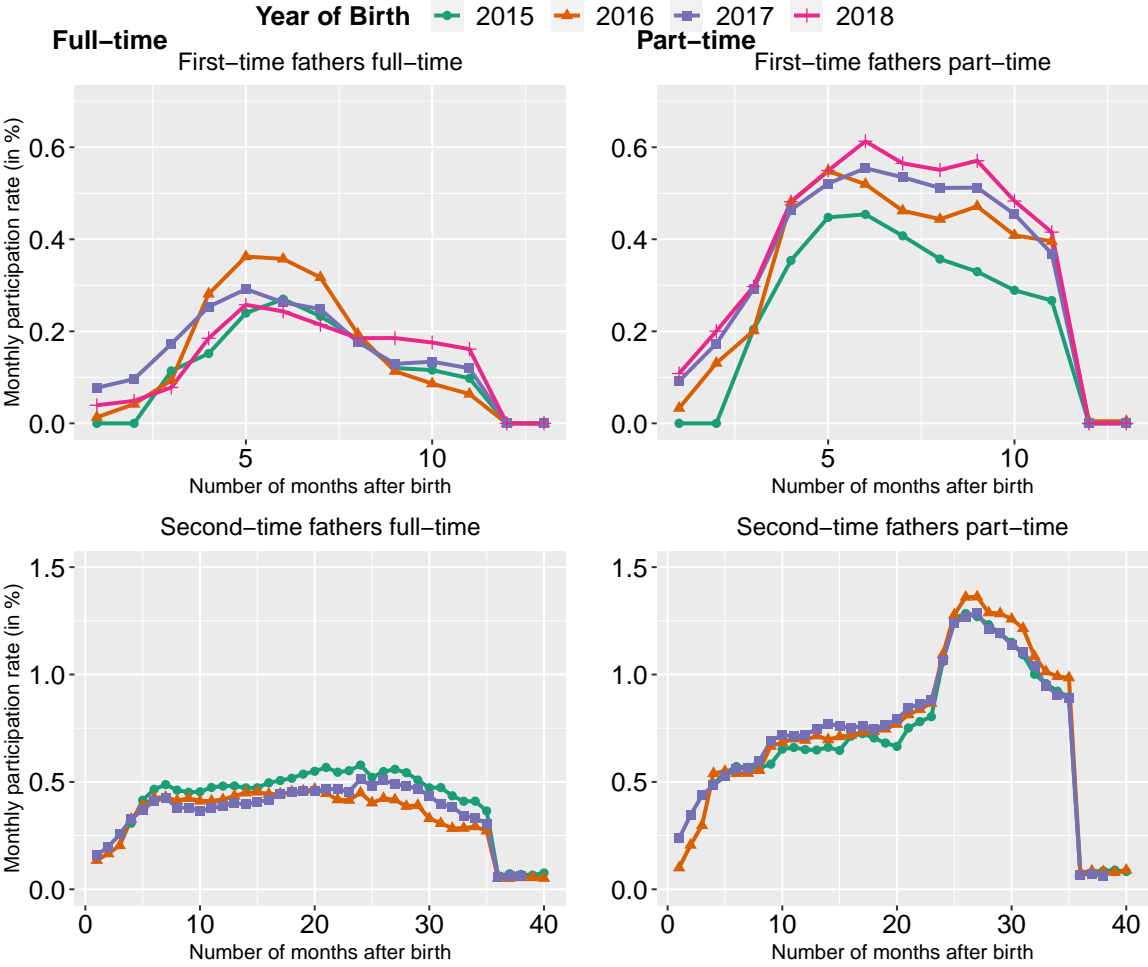 Year of Birth 2015 2016 2017 2018
Full−time
Part−time
First−time fathers full−time
First−time fathers part−time
Monthly participation rate (in %)
0.6
0.4
0.2
0.0
5 10
Number of months after birth
0.6
0.4
0.2
0.0
5 10
Number of months after birth
Second−time fathers full−time
Second−time fathers part−time
Monthly participation rate (in %)
1.5
1.0
0.5
0.0
0 10 20 30 40
Number of months after birth
1.5
1.0
0.5
0.0
0 10 20 30 40
Number of months after birth